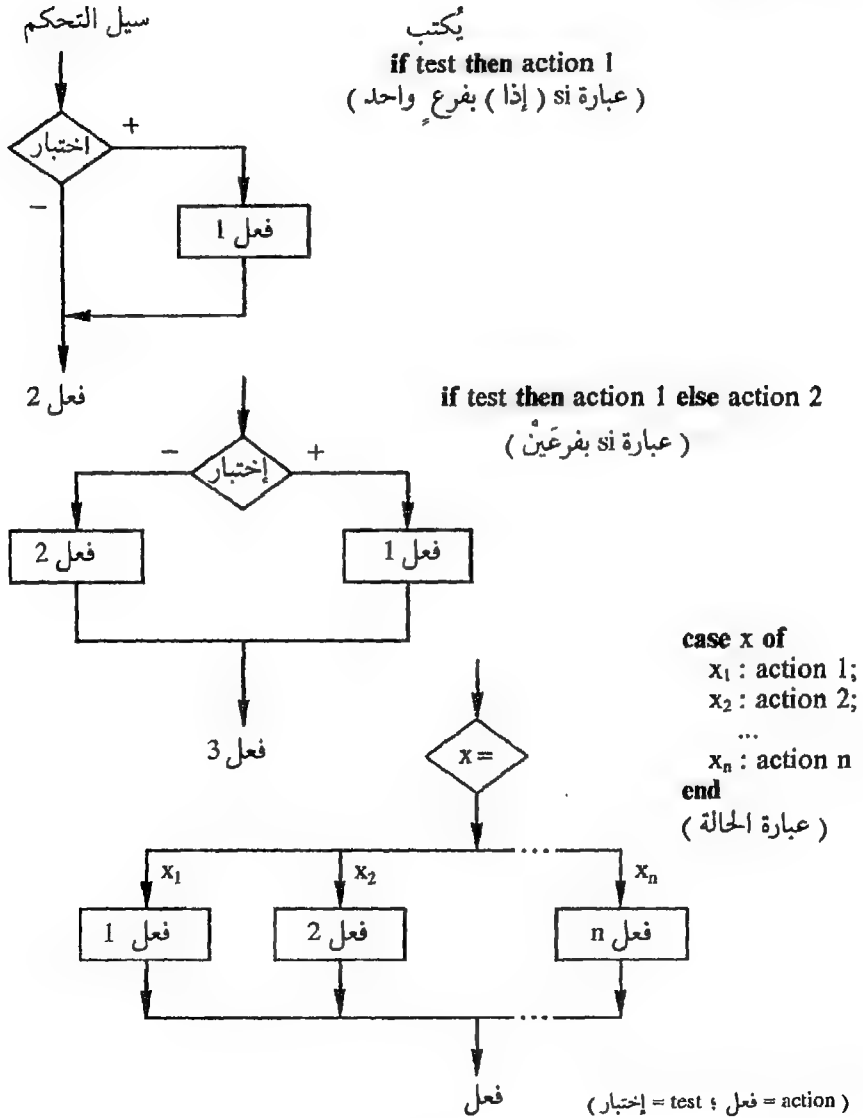 سيل التحكم
يُكتب
if test then action 1
( عبارة si ( إذا ) بفرعٍ واحد )
اختبار
+
−
فعل 1
فعل 2
if test then action 1 else action 2
( عبارة si بفرعَيْن )
−
إختبار
+
فعل 2
فعل 1
فعل 3
case x of
x₁ : action 1;
x₂ : action 2;
...
xₙ : action n
end
( عبارة الحالة )
x =
...
x₁
x₂
xₙ
فعل 1
فعل 2
فعل n
...
فعل
( action = فعل ؛ test = إختبار )